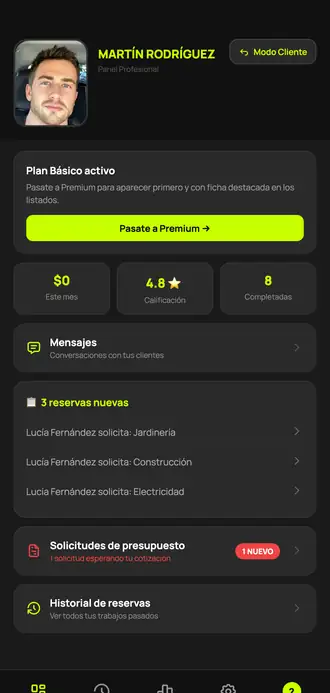 MARTÍN RODRÍGUEZ
Panel Profesional
Modo Cliente
Plan Básico activo
Pasate a Premium para aparecer primero y con ficha destacada en los
listados.
Pasate a Premium →
$0
Este mes
4.8 ⭐
Calificación
8
Completadas
Mensajes
Conversaciones con tus clientes
📋 3 reservas nuevas
Lucía Fernández solicita: Jardinería
Lucía Fernández solicita: Construcción
Lucia Fernández solicita: Electricidad
Solicitudes de presupuesto
1 solicitud esperando tu cotización
1 NUEVO
Historial de reservas
Ver todos tus trabajos pasados
2